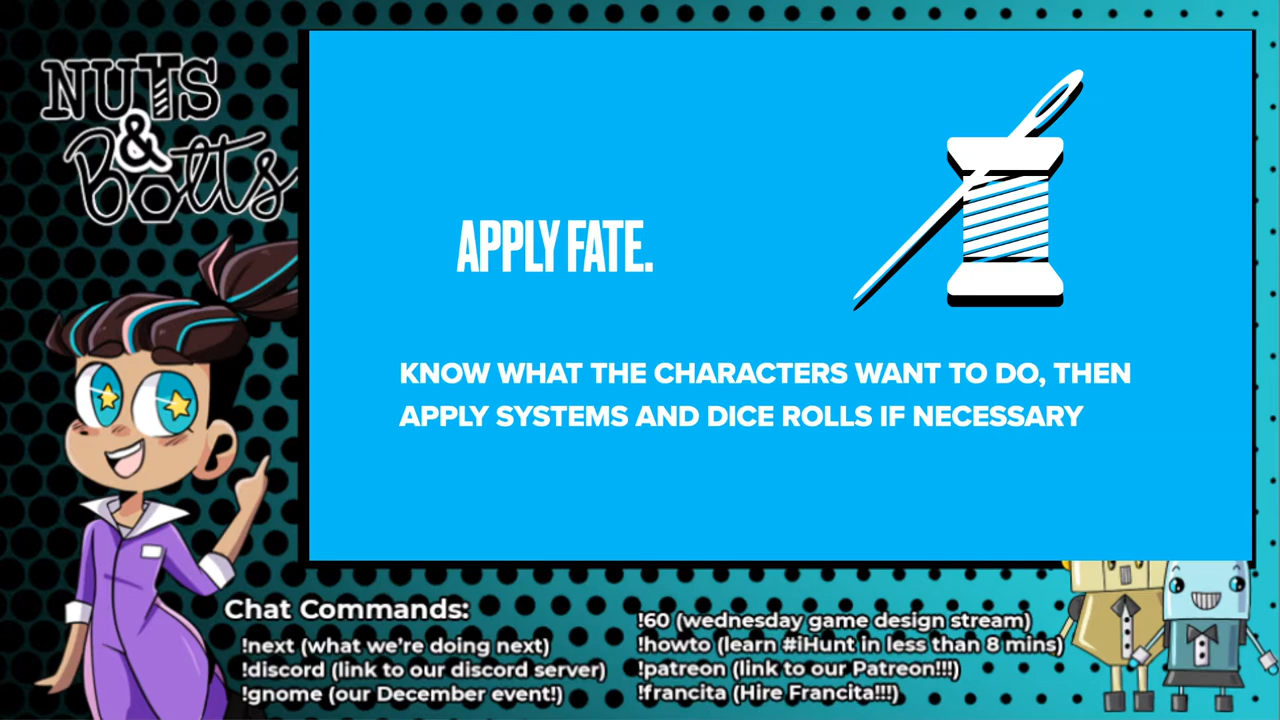 NUTS
&
Bolts
APPLY FATE.
KNOW WHAT THE CHARACTERS WANT TO DO, THEN
APPLY SYSTEMS AND DICE ROLLS IF NECESSARY
Chat Commands:
!next (what we're doing next)
!discord (link to our discord server)
!gnome (our December event!)
!60 (wednesday game design stream)
!howto (learn #iHunt in less than 8 mins)
!patreon (link to our Patreon!!!)
!francita (Hire Francita!!!)